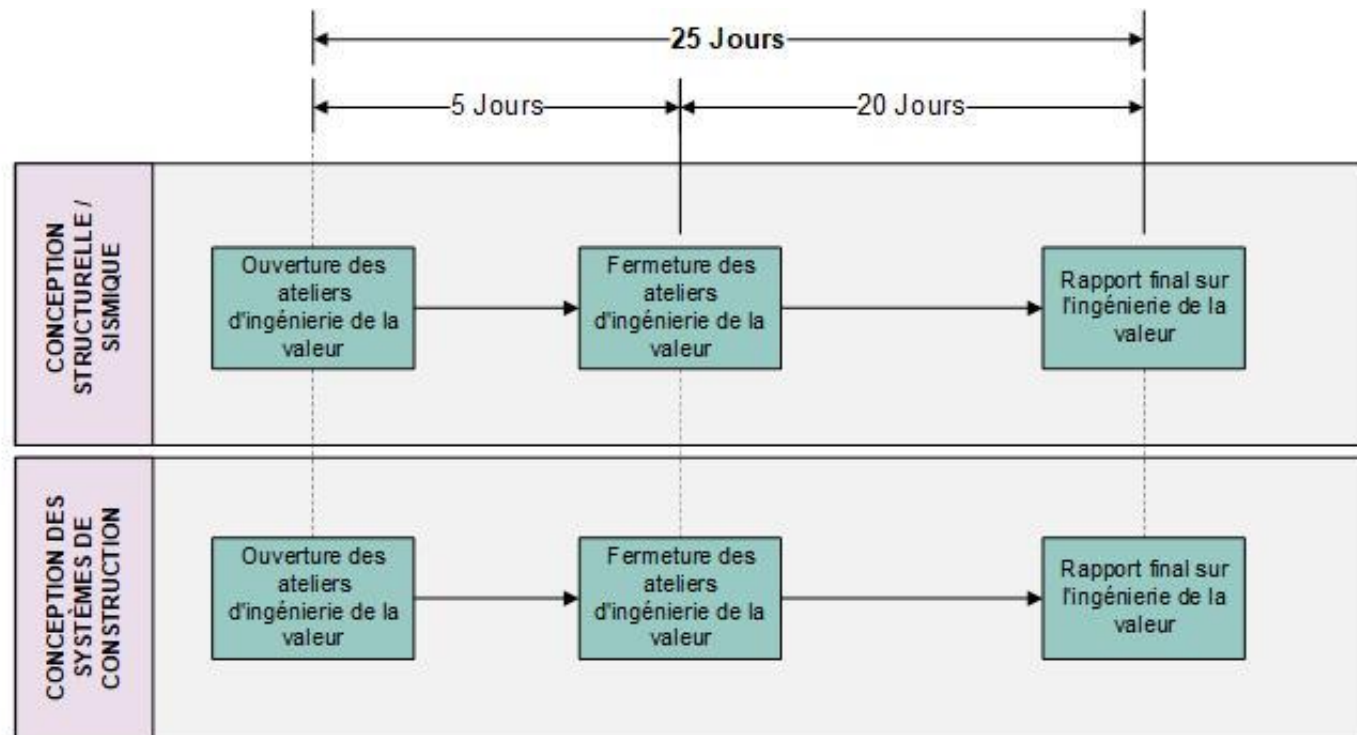 25 Jours
5 Jours
20 Jours
CONCEPTION
STRUCTURELLE /
SISMIQUE
Ouverture des
ateliers
d'ingénierie de la
valeur
Fermeture des
ateliers
d'ingénierie de la
valeur
Rapport final sur
l'ingénierie de la
valeur
CONCEPTION DES
SYSTÈMES DE
CONSTRUCTION
Ouverture des
ateliers
d'ingénierie de la
valeur
Fermeture des
ateliers
d'ingénierie de la
valeur
Rapport final sur
l'ingénierie de la
valeur